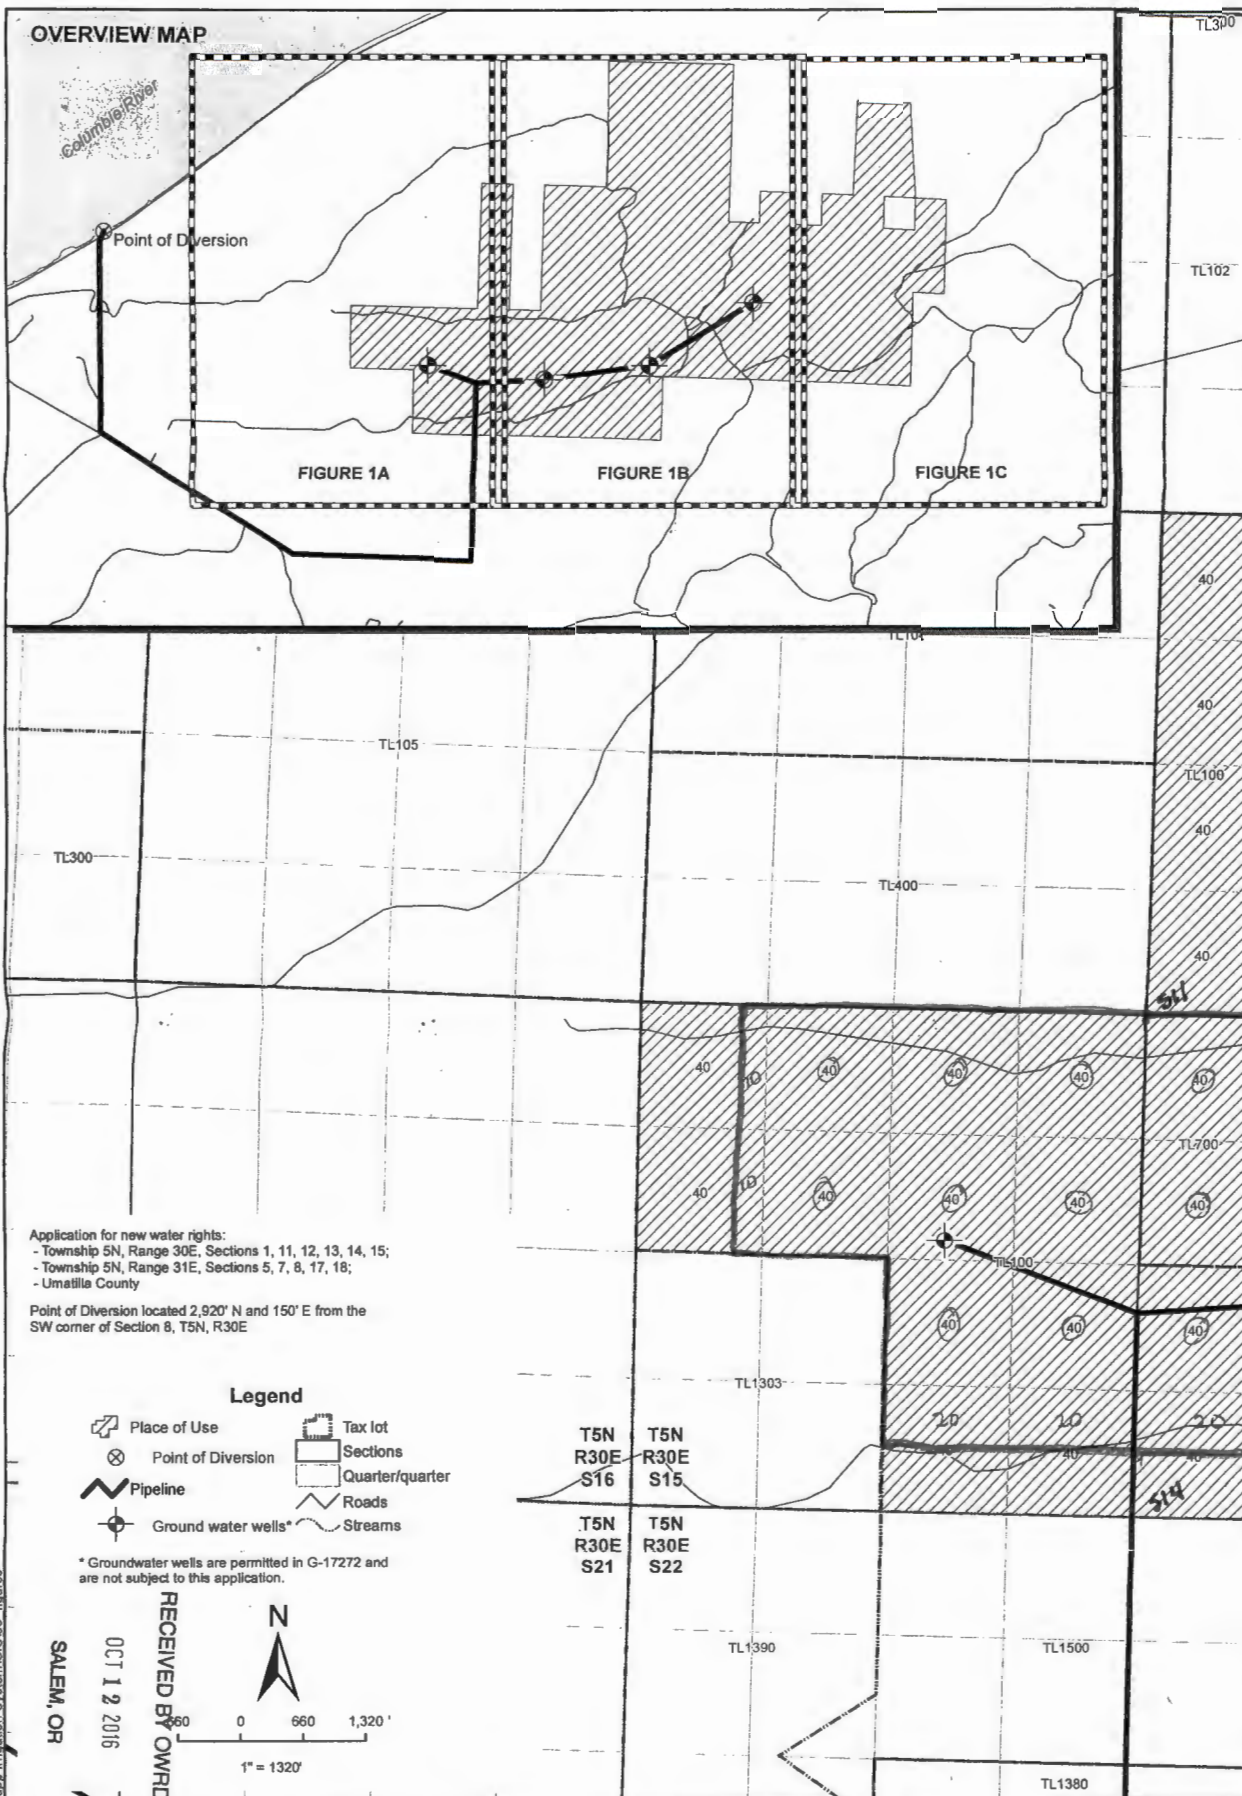 OVERVIEW MAP
Columbia River
Point of Diversion
FIGURE 1A
FIGURE 1B
FIGURE 1C
TL300
TL102
40
40
TL100
40
40
TL105
TL300
TL400
S11
40
10
40
40
40
40
TL700
40
10
40
40
40
40
TL100
40
40
40
TL1303
20
20
20
40
40
S14
Application for new water rights:
- Township 5N, Range 30E, Sections 1, 11, 12, 13, 14, 15;
- Township 5N, Range 31E, Sections 5, 7, 8, 17, 18;
- Umatilla County
Point of Diversion located 2,920' N and 150' E from the
SW corner of Section 8, T5N, R30E
Legend
Place of Use
Point of Diversion
Pipeline
Ground water wells*
Tax lot
Sections
Quarter/quarter
Roads
Streams
* Groundwater wells are permitted in G-17272 and
are not subject to this application.
T5N
R30E
S16
T5N
R30E
S15
T5N
R30E
S21
T5N
R30E
S22
TL1390
TL1500
TL1380
RECEIVED BY OWRD
OCT 12 2016
SALEM, OR
N
660 0 660 1,320 '
1" = 1320'